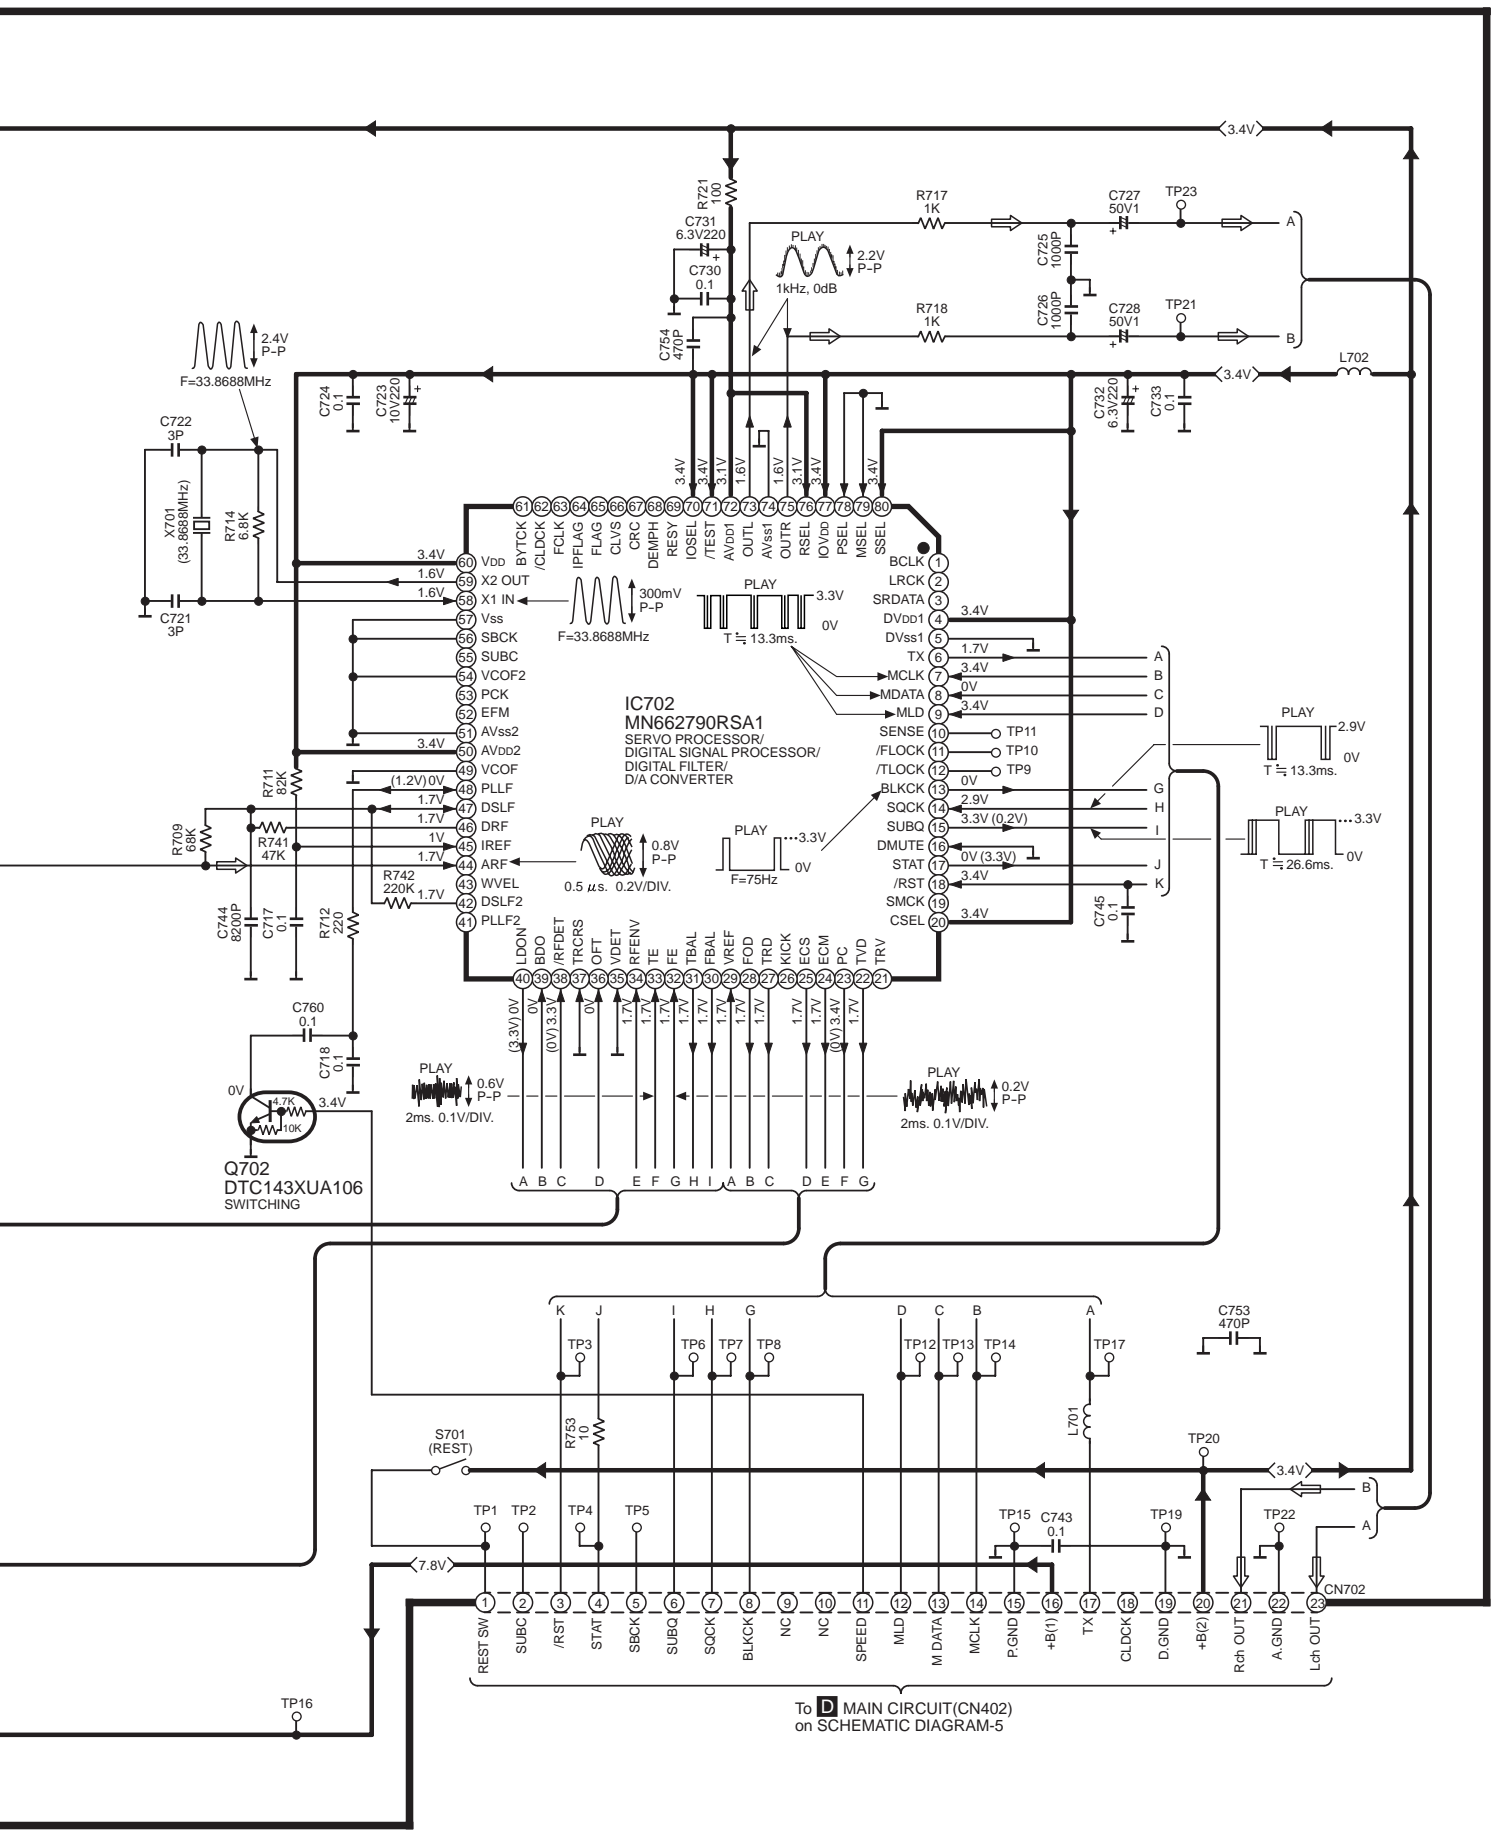 3.4V
R721
100
C731
6.3V220
+
C730
0.1
C754
470P
PLAY
2.2V
P–P
1kHz, 0dB
R717
1K
C727
50V1
+
TP23
A
C725
1000P
C726
1000P
R718
1K
C728
50V1
+
TP21
B
L702
3.4V
2.4V
P–P
F=33.8688MHz
C724
0.1
C723
10V220
+
C732
6.3V220
+
C733
0.1
C722
3P
X701
(33.8688MHz)
R714
6.8K
C721
3P
3.4V
3.4V
3.1V
1.6V
1.6V
3.1V
3.4V
3.4V
61 62 63 64 65 66 67 68 69 70 71 72 73 74 75 76 77 78 79 80
BYTCK
/CLDCK
FCLK
IPFLAG
FLAG
CLVS
CRC
DEMPH
RESY
IOSEL
/TEST
AVDD1
OUTL
AVss1
OUTR
RSEL
IOVDD
PSEL
MSEL
SSEL
3.4V 60 VDD
1.6V 59 X2 OUT
1.6V 58 X1 IN
57 Vss
56 SBCK
55 SUBC
54 VCOF2
53 PCK
52 EFM
51 AVss2
3.4V 50 AVDD2
49 VCOF
(1.2V) 0V 48 PLLF
1.7V 47 DSLF
1.7V 46 DRF
1V 45 IREF
1.7V 44 ARF
43 WVEL
1.7V 42 DSLF2
41 PLLF2
300mV
P–P
F=33.8688MHz
PLAY
3.3V
0V
T ≒ 13.3ms.
IC702
MN662790RSA1
SERVO PROCESSOR/
DIGITAL SIGNAL PROCESSOR/
DIGITAL FILTER/
D/A CONVERTER
BCLK 1
LRCK 2
SRDATA 3
DVDD1 4 3.4V
DVss1 5
TX 6 1.7V A
MCLK 7 3.4V B
MDATA 8 0V C
MLD 9 3.4V D
SENSE 10 TP11
/FLOCK 11 TP10
/TLOCK 12 TP9
BLKCK 13 0V G
SQCK 14 2.9V H
SUBQ 15 3.3V (0.2V) I
DMUTE 16
STAT 17 0V (3.3V) J
/RST 18 3.4V K
SMCK 19
CSEL 20 3.4V
PLAY
2.9V
0V
T ≒ 13.3ms.
PLAY
3.3V
0V
T ≒ 26.6ms.
R711
82K
R709
68K
R741
47K
R742
220K
C744
8200P
C717
0.1
R712
220
PLAY
0.8V
P–P
0.5 μs. 0.2V/DIV.
PLAY
3.3V
0V
F=75Hz
C745
0.1
LDON
BDO
/RFDET
TRCRS
OFT
VDET
RFENV
TE
FE
TBAL
FBAL
VREF
FOD
TRD
KICK
ECS
ECM
PC
TVD
TRV
40 39 38 37 36 35 34 33 32 31 30 29 28 27 26 25 24 23 22 21
(3.3V) 0V
0V
(0V) 3.3V
0V
1.7V
1.7V
1.7V
1.7V
1.7V
1.7V
1.7V
1.7V
1.7V
1.7V
(0V) 3.4V
1.7V
C760
0.1
C718
0.1
0V
4.7K
10K
3.4V
Q702
DTC143XUA106
SWITCHING
PLAY
0.6V
P–P
2ms. 0.1V/DIV.
PLAY
0.2V
P–P
2ms. 0.1V/DIV.
A B C D E F G H I A B C D E F G
K J I H G D C B A
TP3 TP6 TP7 TP8 TP12 TP13 TP14 TP17
C753
470P
R753
10
L701
S701
(REST)
TP20
3.4V
B
A
TP1 TP2 TP4 TP5 TP15
C743
0.1
TP19 TP22
7.8V
CN702
1 2 3 4 5 6 7 8 9 10 11 12 13 14 15 16 17 18 19 20 21 22 23
REST SW
SUBC
/RST
STAT
SBCK
SUBQ
SQCK
BLKCK
NC
NC
SPEED
MLD
M DATA
MCLK
P.GND
+B(1)
TX
CLDCK
D.GND
+B(2)
Rch OUT
A.GND
Lch OUT
TP16
To D MAIN CIRCUIT(CN402)
on SCHEMATIC DIAGRAM-5